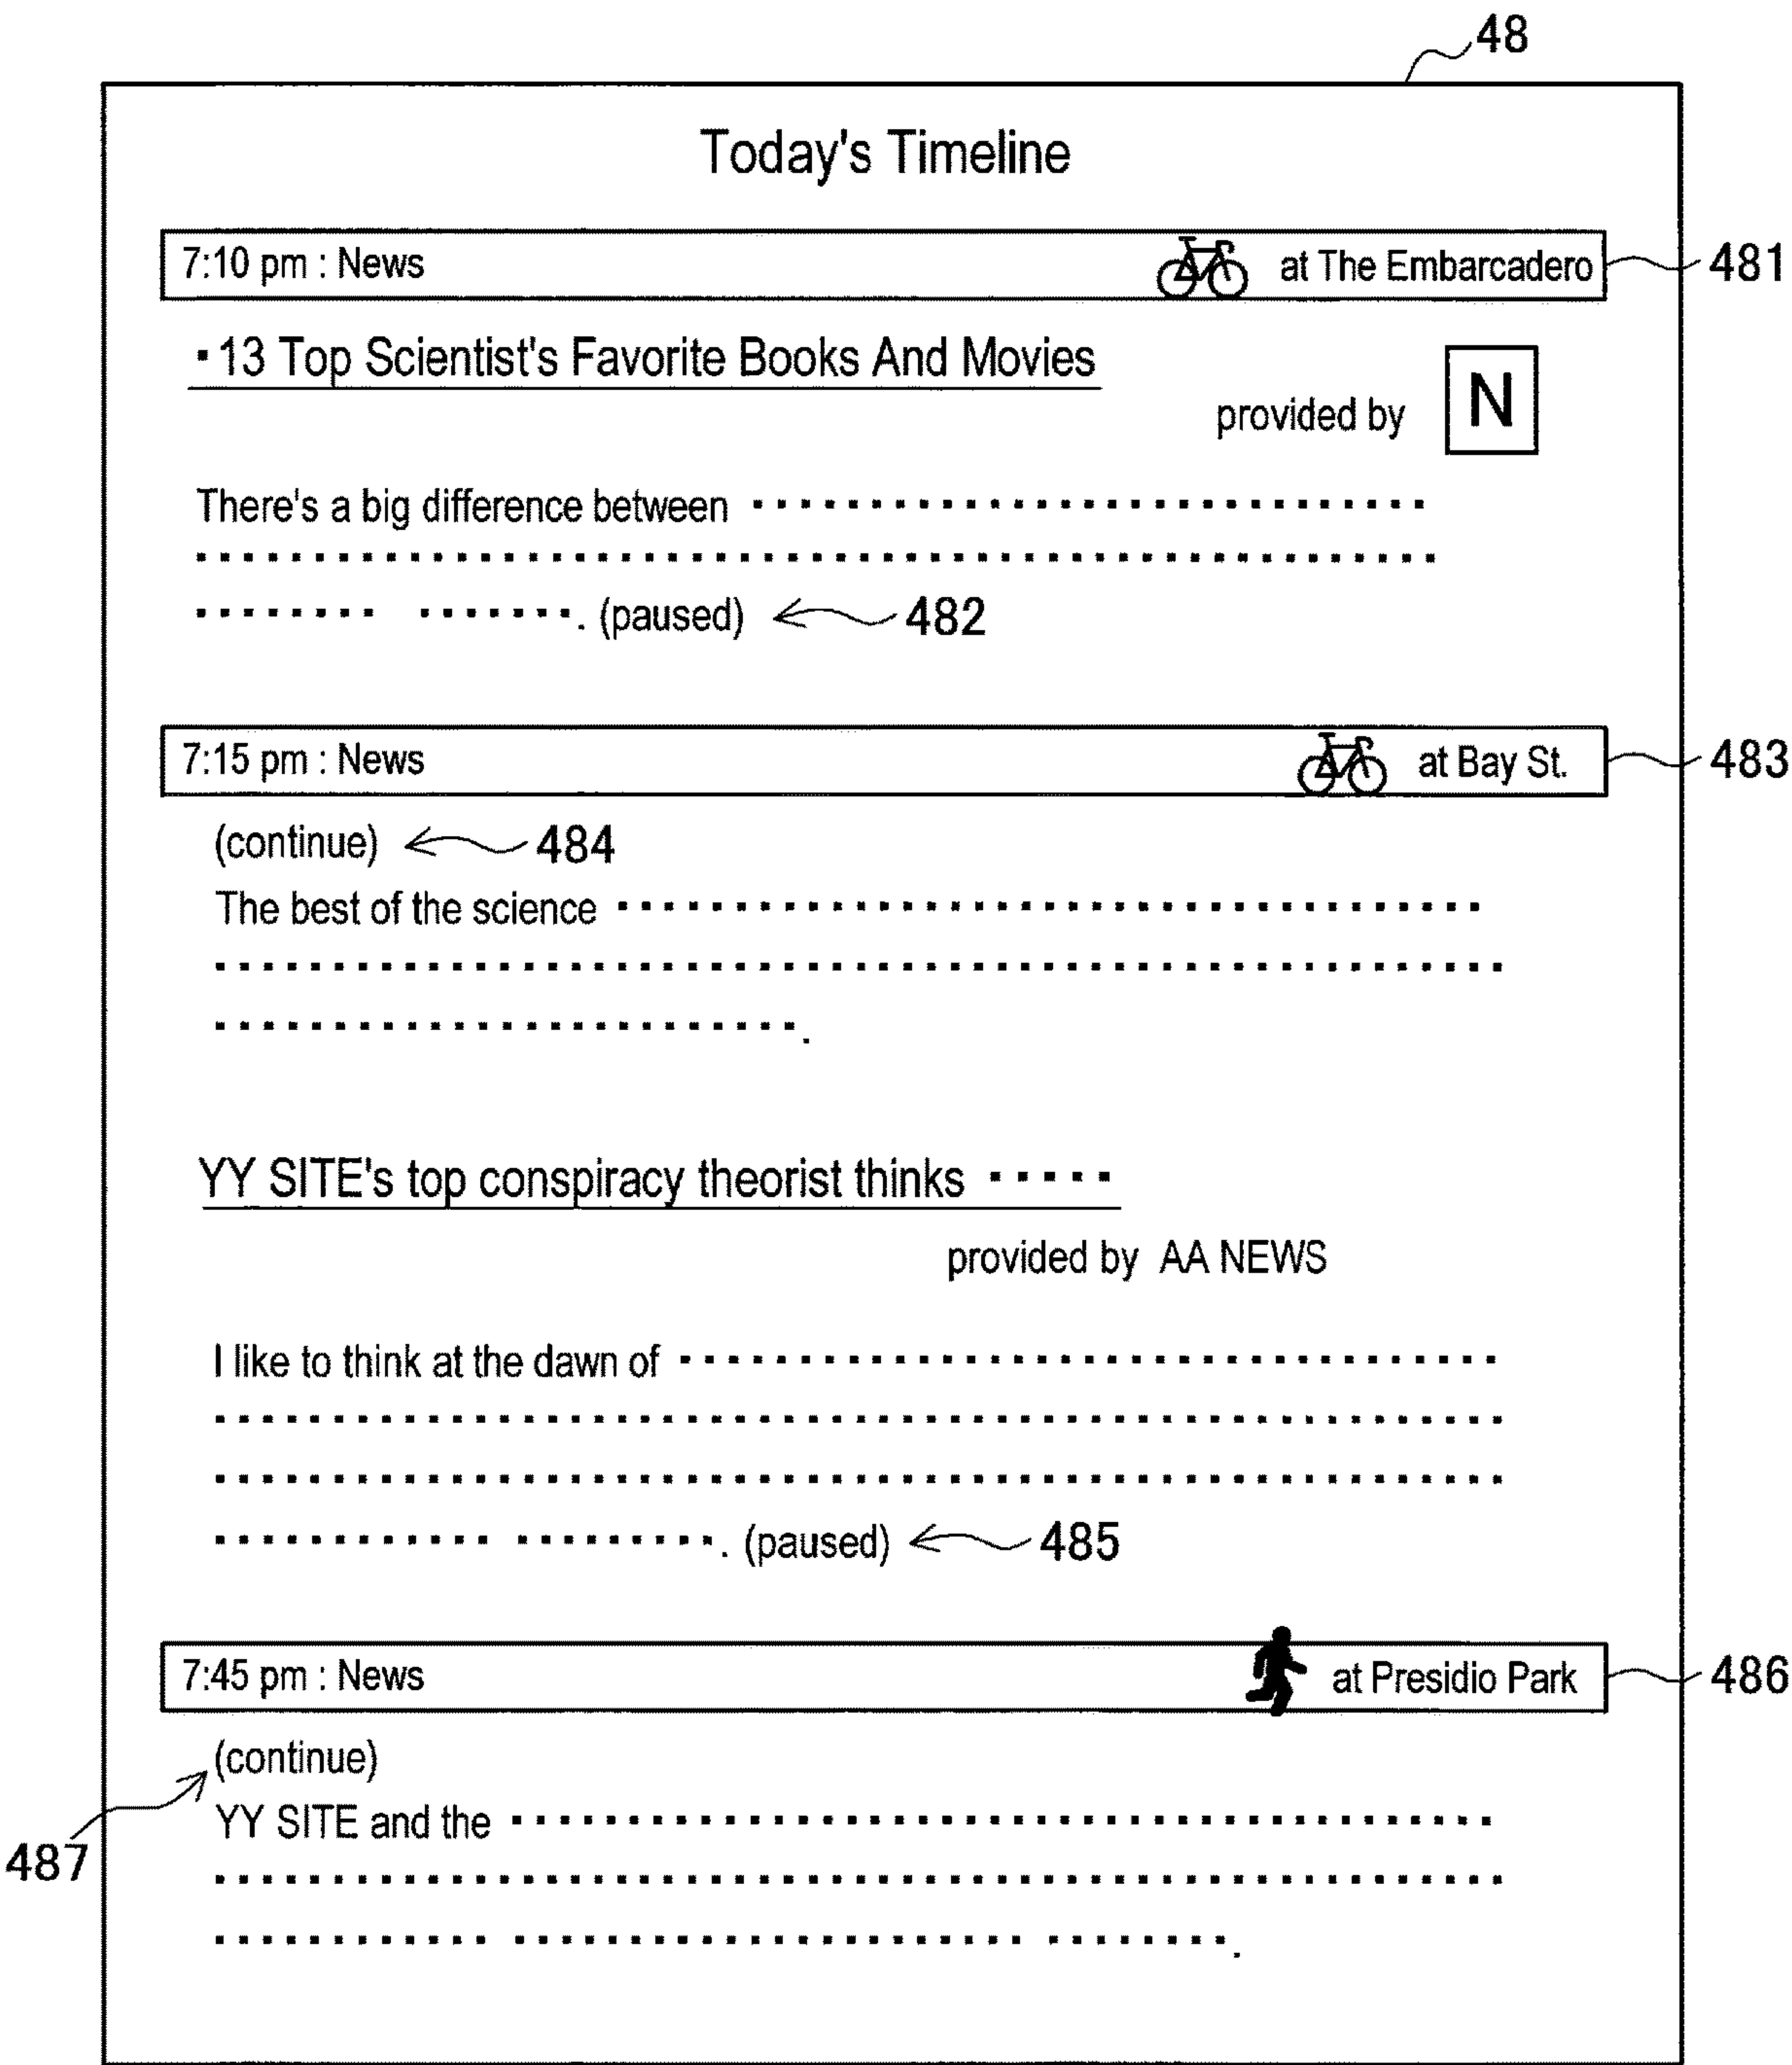 48
Today's Timeline
7:10 pm : News at The Embarcadero 481
▪13 Top Scientist's Favorite Books And Movies
provided by N
There's a big difference between
. (paused) 482
7:15 pm : News at Bay St. 483
(continue) 484
The best of the science
.
YY SITE's top conspiracy theorist thinks
provided by AA NEWS
I like to think at the dawn of
. (paused) 485
7:45 pm : News at Presidio Park 486
(continue)
YY SITE and the
487
.